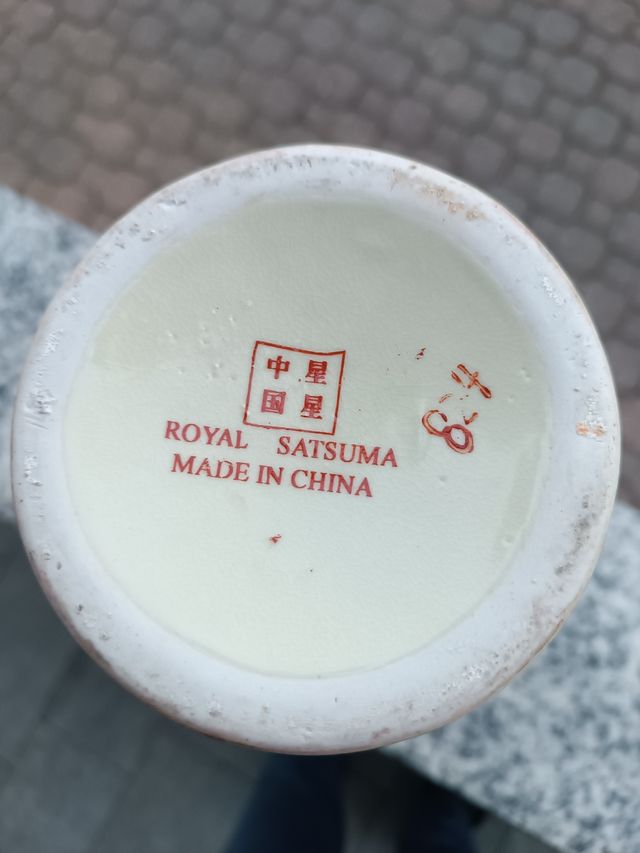 中星
国星
ROYAL SATSUMA
MADE IN CHINA